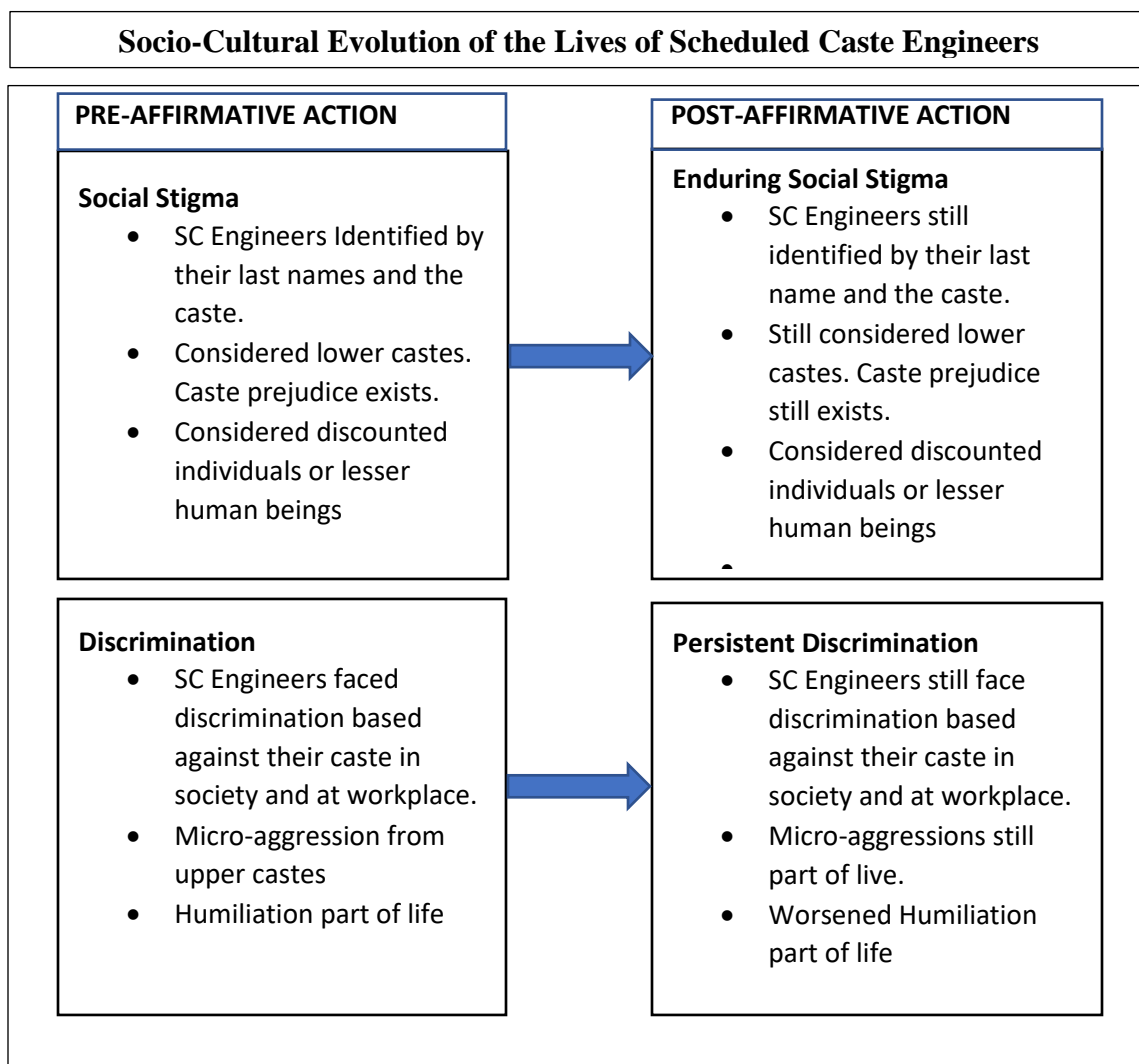 Socio-Cultural Evolution of the Lives of Scheduled Caste Engineers
PRE-AFFIRMATIVE ACTION
Social Stigma
• SC Engineers Identified by
their last names and the
caste.
• Considered lower castes.
Caste prejudice exists.
• Considered discounted
individuals or lesser
human beings
POST-AFFIRMATIVE ACTION
Enduring Social Stigma
• SC Engineers still
identified by their last
name and the caste.
• Still considered lower
castes. Caste prejudice
still exists.
• Considered discounted
individuals or lesser
human beings
•
Discrimination
• SC Engineers faced
discrimination based
against their caste in
society and at workplace.
• Micro-aggression from
upper castes
• Humiliation part of life
Persistent Discrimination
• SC Engineers still face
discrimination based
against their caste in
society and at workplace.
• Micro-aggressions still
part of live.
• Worsened Humiliation
part of life